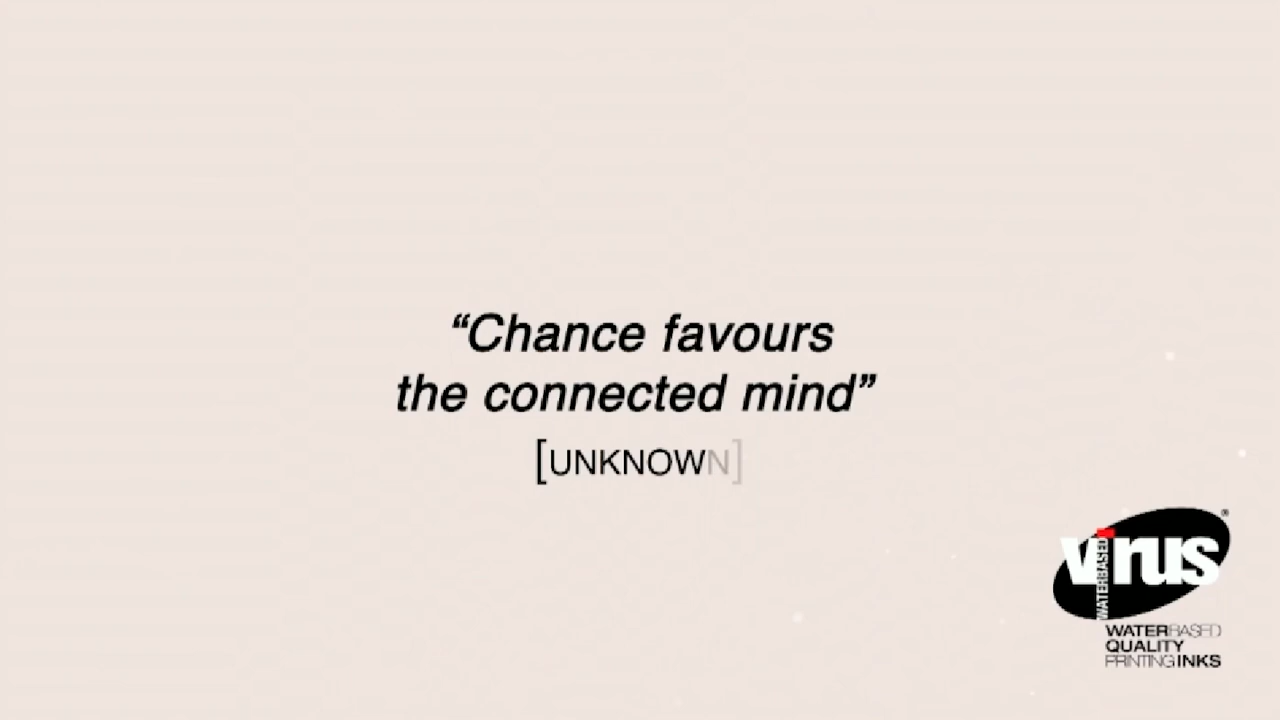 “Chance favours
the connected mind”
[UNKNOWN]
virus®
WATERBASED
WATERBASED
QUALITY
PRINTINGINKS